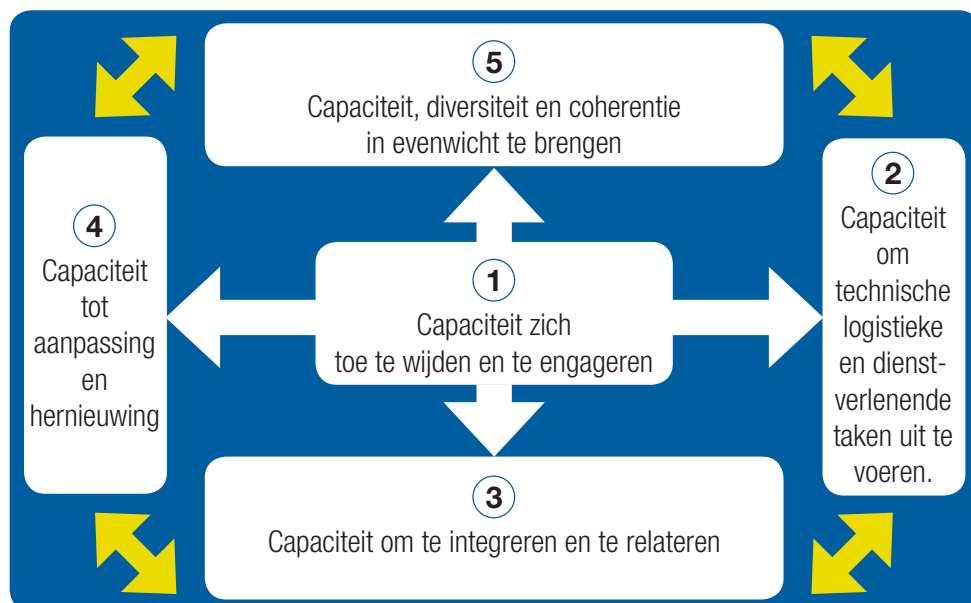 5
Capaciteit, diversiteit en coherentie
in evenwicht te brengen
4
Capaciteit
tot
aanpassing
en
hernieuwing
1
Capaciteit zich
toe te wijden en te engageren
2
Capaciteit
om
technische
logistieke
en dienst-
verlenende
taken uit te
voeren.
3
Capaciteit om te integreren en te relateren